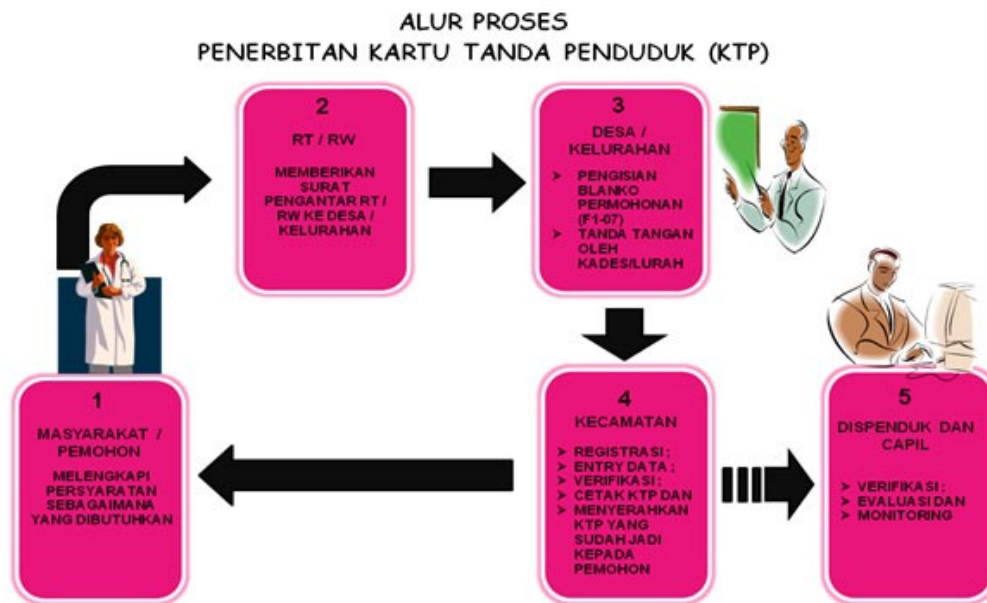 ALUR PROSES
PENERBITAN KARTU TANDA PENDUDUK (KTP)
1
MASYARAKAT /
PEMOHON
MELENGKAPI
PERSYARATAN
SEBAGAIMANA
YANG DIBUTUHKAN
2
RT / RW
MEMBERIKAN
SURAT
PENGANTAR RT /
RW KE DESA /
KELURAHAN
3
DESA /
KELURAHAN
➤ PENGISIAN
BLANKO
PERMOHONAN
(F1-07)
➤ TANDA TANGAN
OLEH
KADES/LURAH
4
KECAMATAN
➤ REGISTRASI ;
➤ ENTRY DATA ;
➤ VERIFIKASI ;
➤ CETAK KTP DAN
➤ MENYERAHKAN
KTP YANG
SUDAH JADI
KEPADA
PEMOHON
5
DISPENDUK DAN
CAPIL
➤ VERIFIKASI ;
➤ EVALUASI DAN
➤ MONITORING